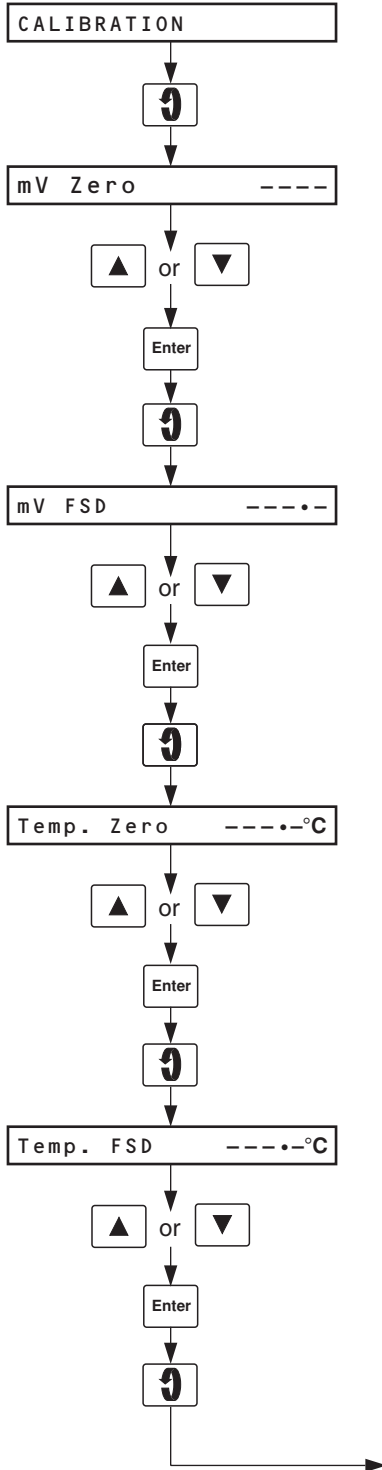 CALIBRATION
mV Zero ----
▲ or ▼
Enter
mV FSD ---•-
▲ or ▼
Enter
Temp. Zero ---•-°C
▲ or ▼
Enter
Temp. FSD ---•-°C
▲ or ▼
Enter